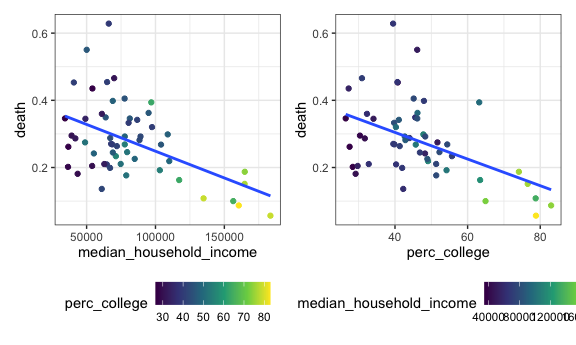 0.6
0.4
0.2
death
50000 100000 150000
median_household_income
perc_college
30 40 50 60 70 80
0.6
0.4
0.2
death
40 60 80
perc_college
median_household_income
40000 80000 120000 160